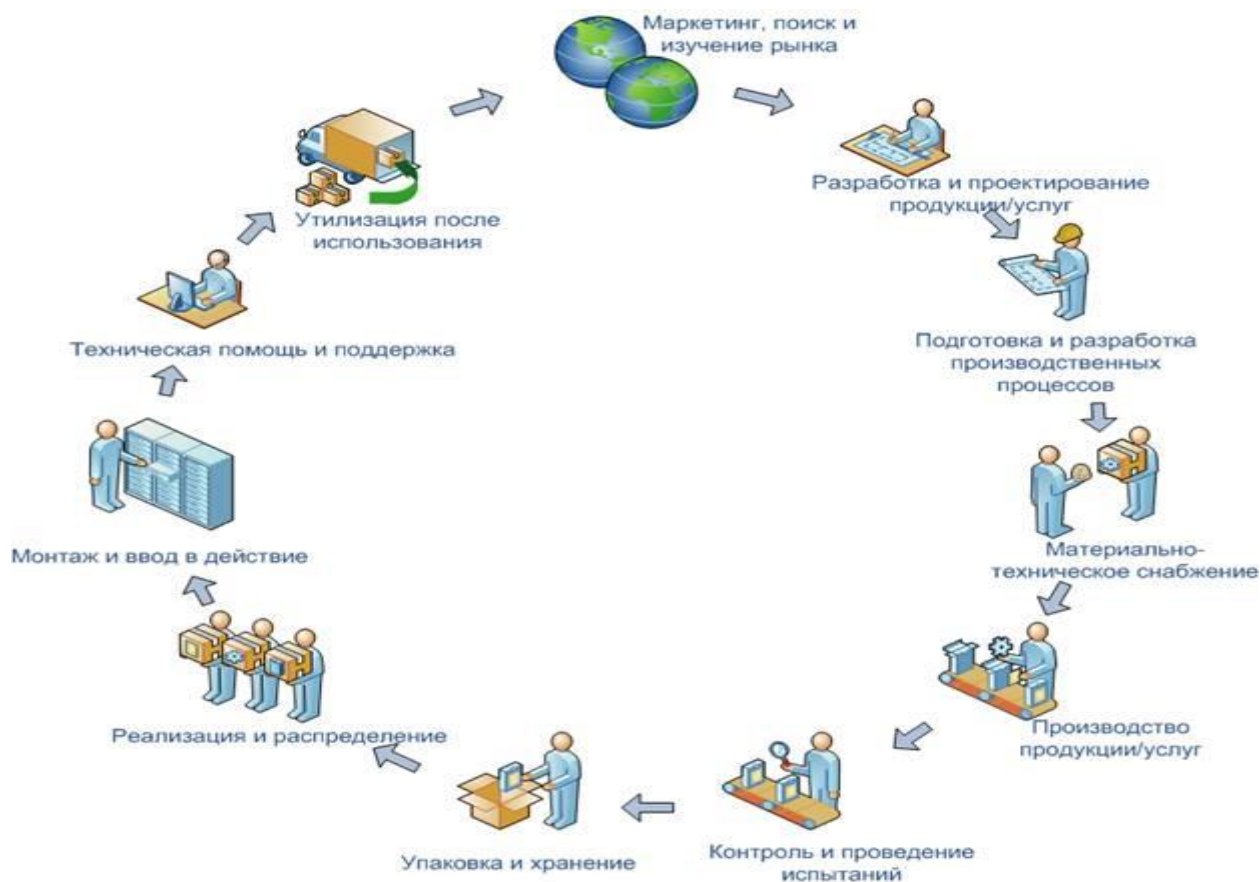 Маркетинг, поиск и
изучение рынка
Разработка и проектирование
продукции/услуг
Подготовка и разработка
производственных
процессов
Материально-
техническое снабжение
Производство
продукции/услуг
Контроль и проведение
испытаний
Упаковка и хранение
Реализация и распределение
Монтаж и ввод в действие
Техническая помощь и поддержка
Утилизация после
использования